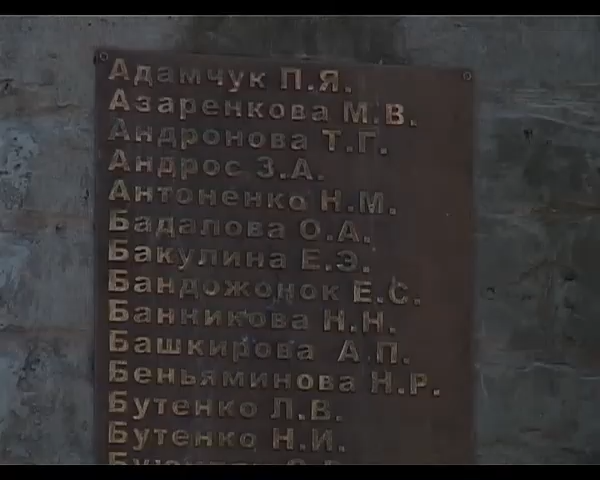 Адамчук П.Я.
Азаренкова М.В.
Андронова Т.Г.
Андрос З.А.
Антоненко Н.М.
Бадалова О.А.
Бакулина Е.Э.
Бандожонок Е.С.
Банникова Н.Н.
Башкирова А.П.
Беньяминова Н.Р.
Бутенко Л.В.
Бутенко Н.И.